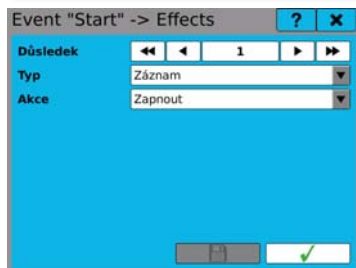 Event "Start" -> Effects ? ✖
Důsledek 1
Typ Záznam
Akce Zapnout